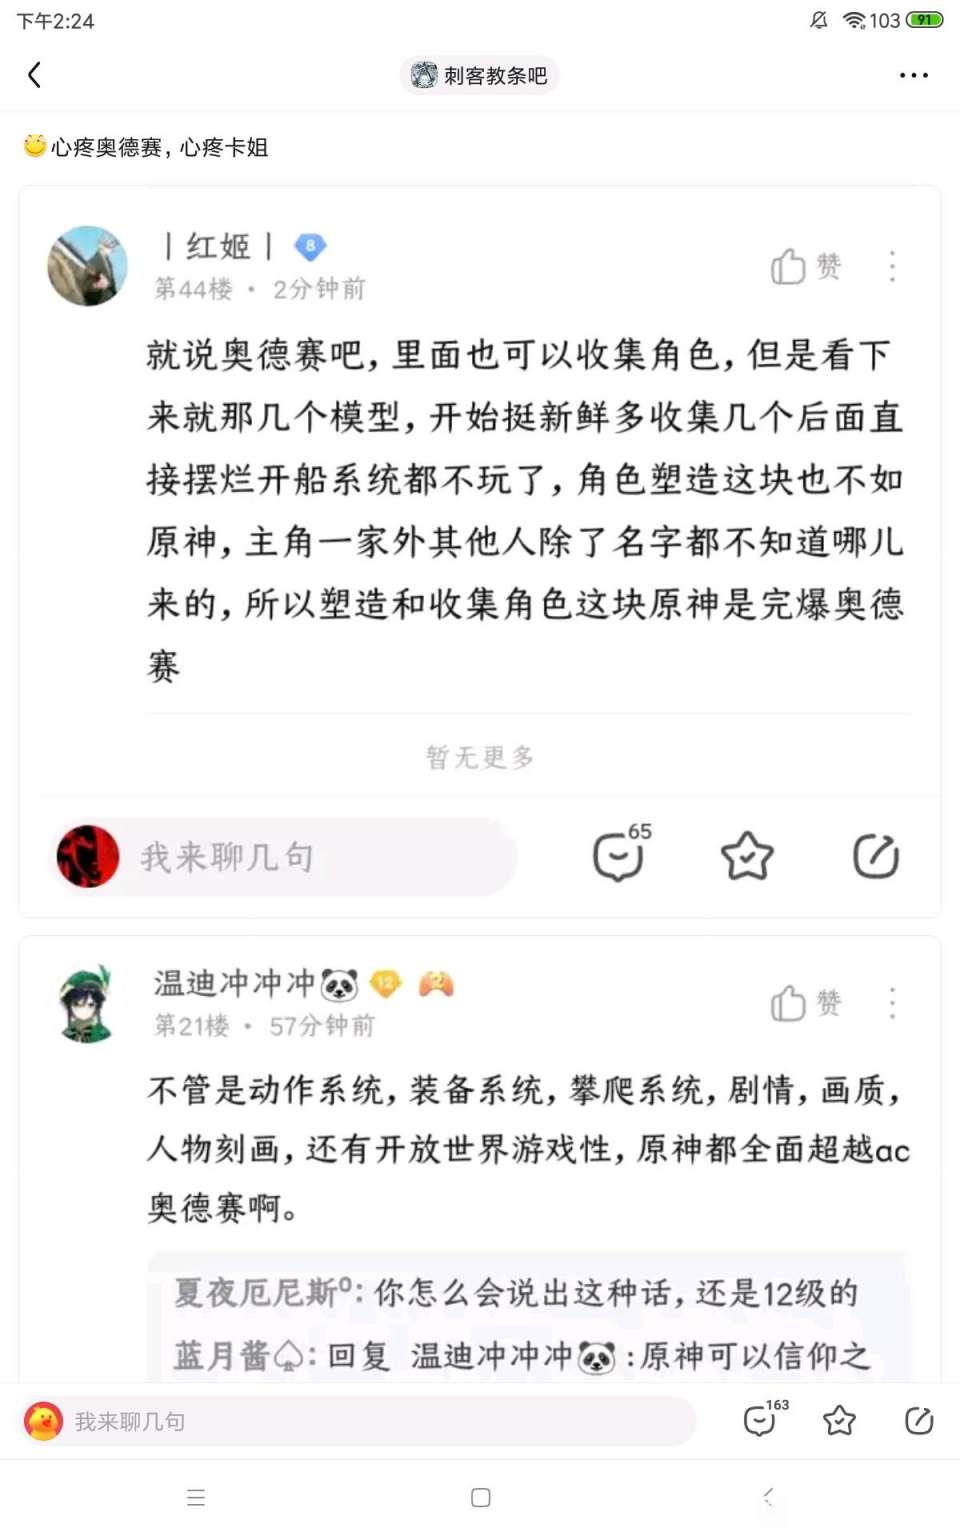 下午2:24
103
91
刺客教条吧
心疼奥德赛，心疼卡姐
丨红姬丨
8
第44楼 · 2分钟前
赞
就说奥德赛吧，里面也可以收集角色，但是看下
来就那几个模型，开始挺新鲜多收集几个后面直
接摆烂开船系统都不玩了，角色塑造这块也不如
原神，主角一家外其他人除了名字都不知道哪儿
来的，所以塑造和收集角色这块原神是完爆奥德
赛
暂无更多
我来聊几句
65
温迪冲冲冲🐼
12
第21楼 · 57分钟前
赞
不管是动作系统，装备系统，攀爬系统，剧情，画质，
人物刻画，还有开放世界游戏性，原神都全面超越ac
奥德赛啊。
夏夜厄尼斯⁰：你怎么会说出这种话，还是12级的
蓝月酱♤：回复 温迪冲冲冲🐼：原神可以信仰之
我来聊几句
163